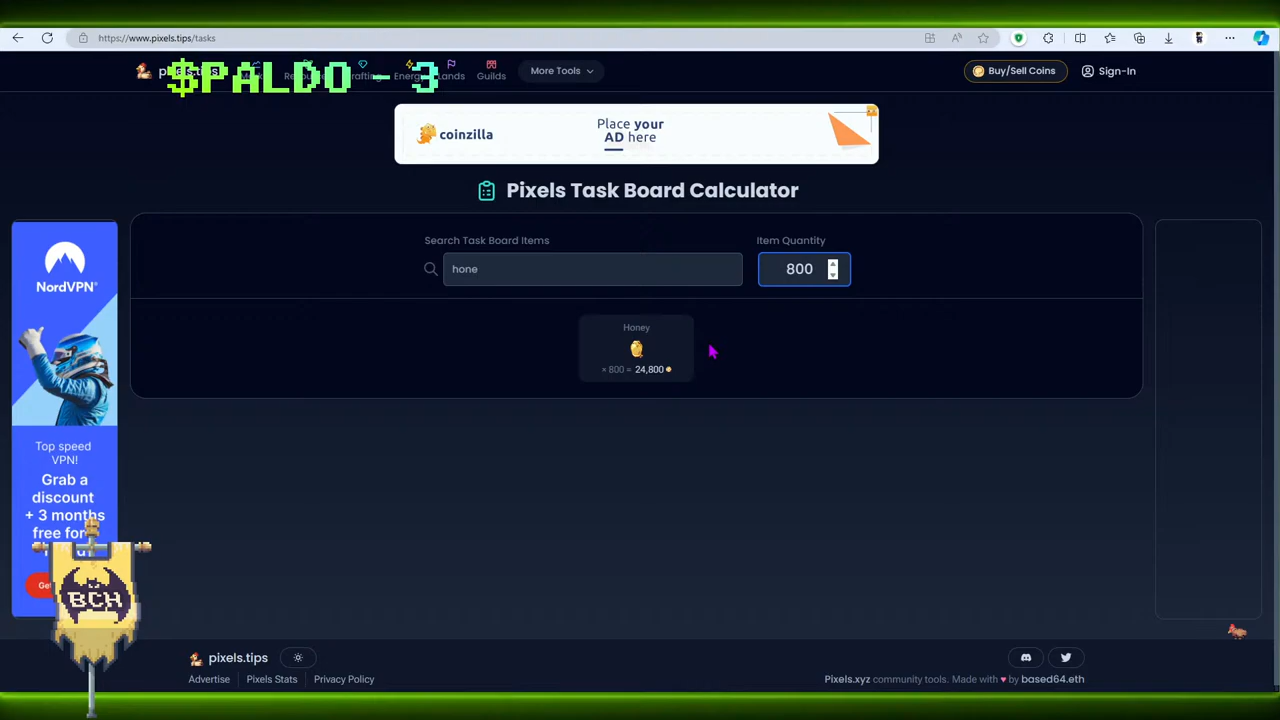 https://www.pixels.tips/tasks
$PALDO - 3
Guilds
More Tools
Buy/Sell Coins
Sign-In
coinzilla
Place your
AD here
Pixels Task Board Calculator
Search Task Board Items
Item Quantity
hone
800
Honey
× 800 = 24,800
NordVPN®
Top speed
VPN!
Grab a
discount
+ 3 months
BCH
pixels.tips
Advertise
Pixels Stats
Privacy Policy
Pixels.xyz community tools. Made with ♥ by based64.eth